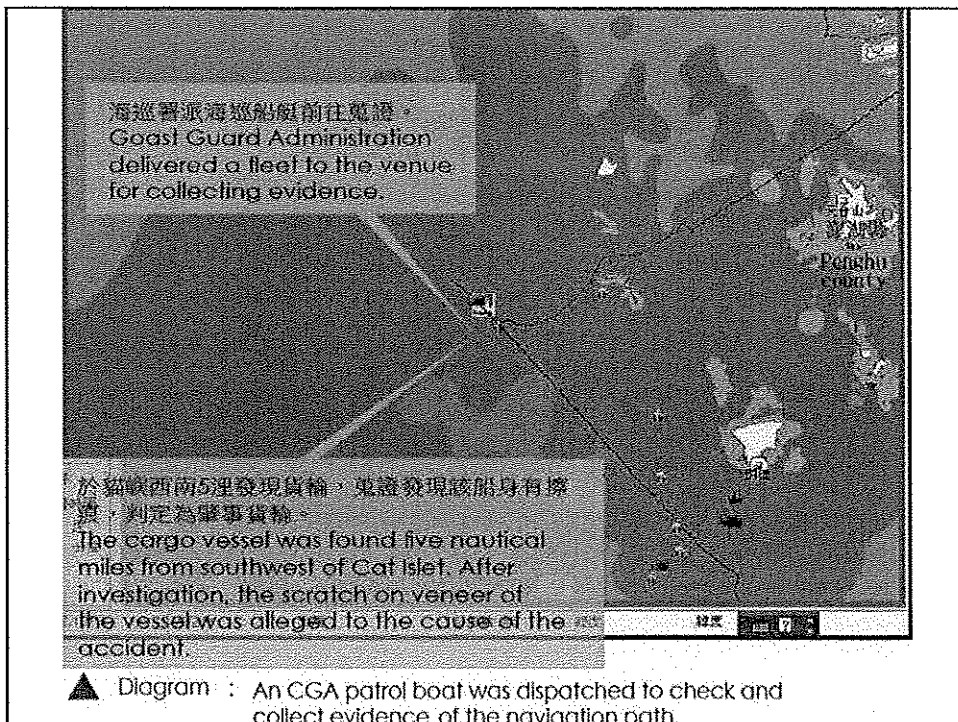 海巡署派海巡船艇前往蒐證。
Goast Guard Administration
delivered a fleet to the venue
for collecting evidence.
澎湖縣
Penghu
county
於貓嶼西南5浬發現貨輪,蒐證發現該船身有擦
痕,判定為肇事貨輪。
The cargo vessel was found five nautical
miles from southwest of Cat Islet. After
investigation, the scratch on veneer of
the vessel was alleged to the cause of the
accident.
緯度
▲ Diagram : An CGA patrol boat was dispatched to check and
collect evidence of the navigation path.